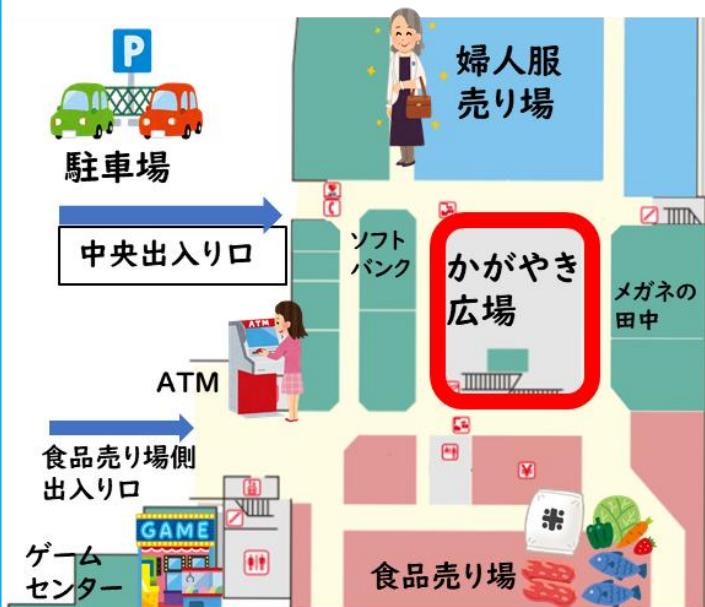 P
駐車場
婦人服
売り場
中央出入り口
ソフト
バンク
かがやき
広場
メガネの
田中
ATM
ATM
食品売り場側
出入り口
¥
GAME
米
ゲーム
センター
食品売り場